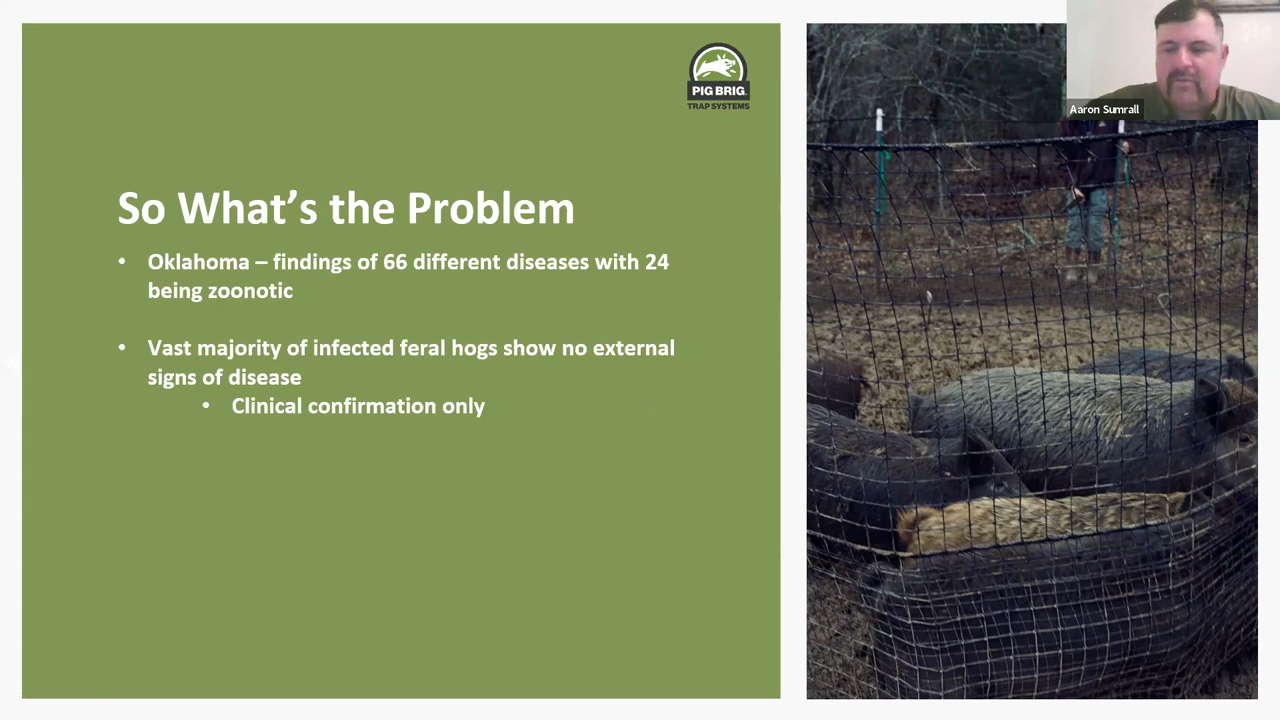 PIG BRIG
TRAP SYSTEMS
Aaron Sumrall
So What's the Problem
• Oklahoma – findings of 66 different diseases with 24
being zoonotic
• Vast majority of infected feral hogs show no external
signs of disease
• Clinical confirmation only